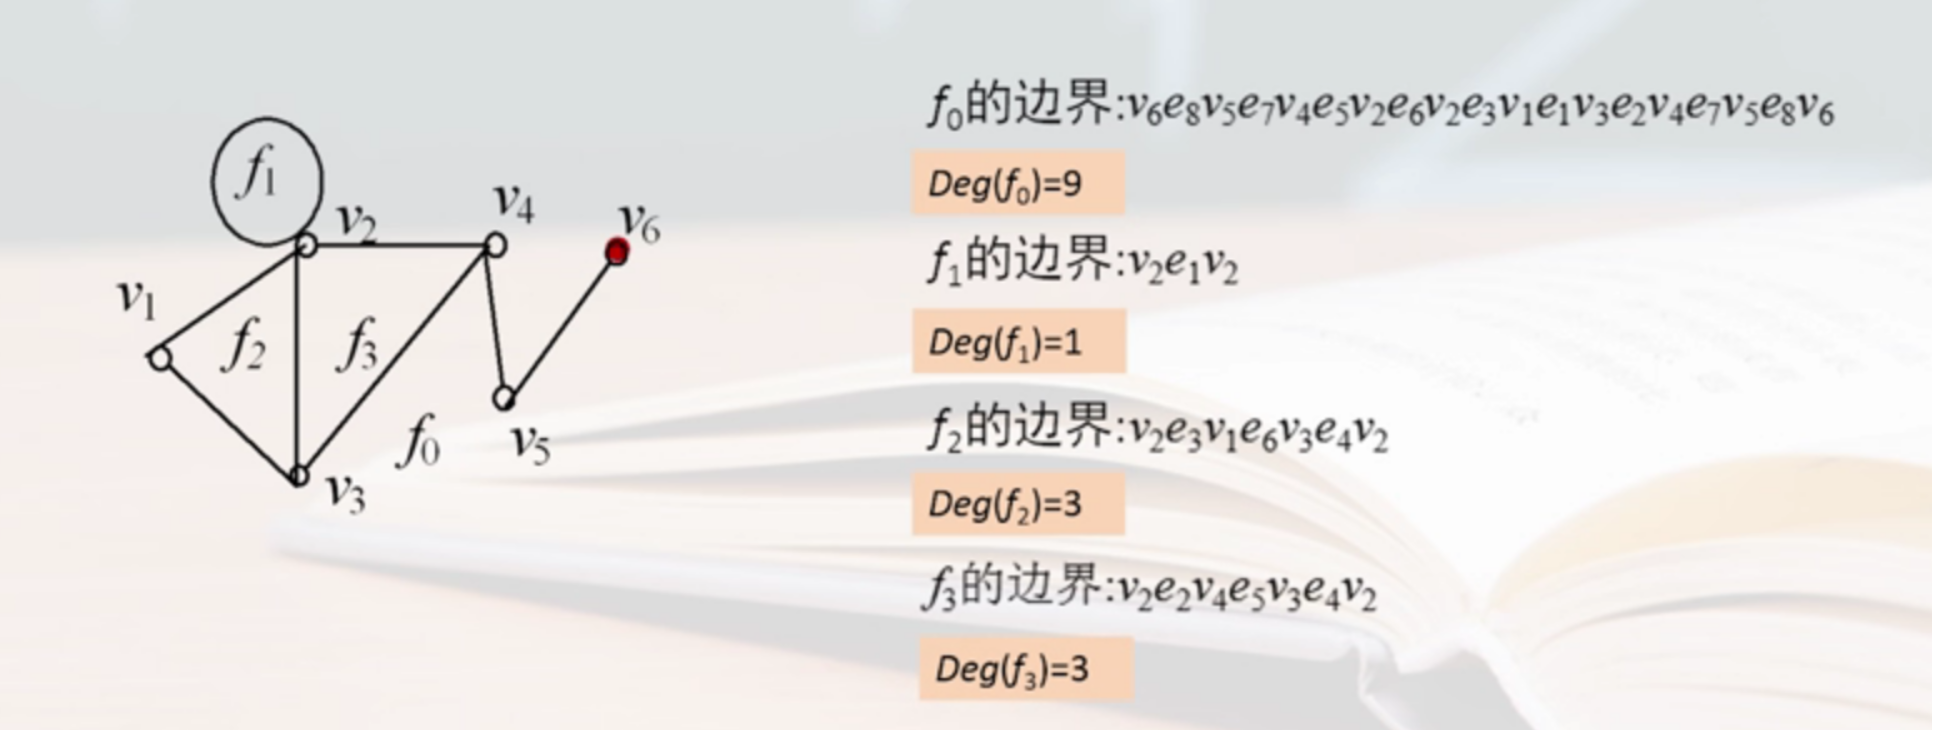 f₀的边界:v₆e₈v₅e₇v₄e₅v₂e₆v₂e₃v₁e₁v₃e₂v₄e₇v₅e₈v₆
Deg(f₀)=9
f₁的边界:v₂e₁v₂
Deg(f₁)=1
f₂的边界:v₂e₃v₁e₆v₃e₄v₂
Deg(f₂)=3
f₃的边界:v₂e₂v₄e₅v₃e₄v₂
Deg(f₃)=3
f₁
v₂
v₄
v₆
v₁
f₂
f₃
f₀
v₅
v₃